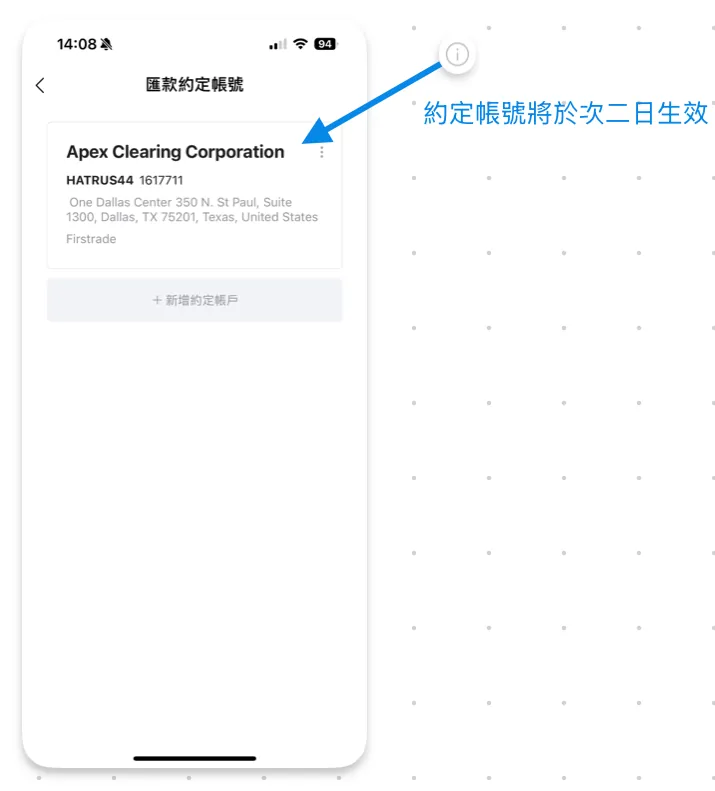 14:08
94
匯款約定帳號
約定帳號將於次二日生效
Apex Clearing Corporation
HATRUS44 1617711
One Dallas Center 350 N. St Paul, Suite
1300, Dallas, TX 75201, Texas, United States
Firstrade
+ 新增約定帳戶